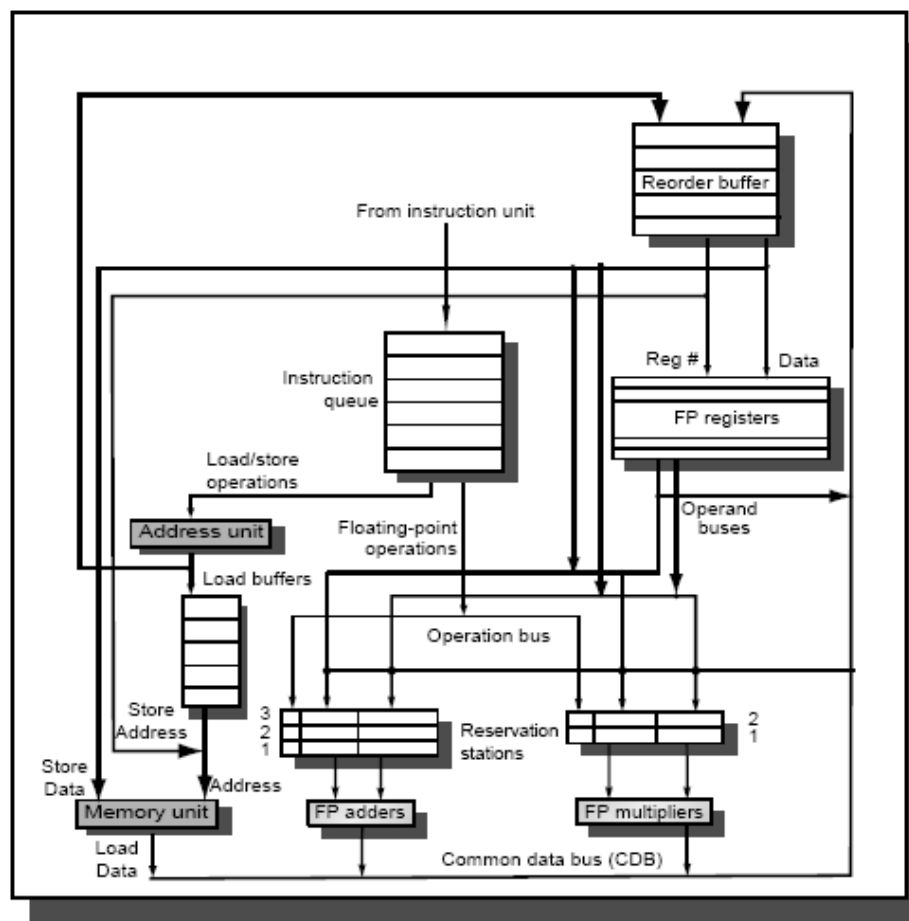 Reorder buffer
From instruction unit
Reg #
Data
Instruction
queue
FP registers
Load/store
operations
Operand
buses
Address unit
Floating-point
operations
Load buffers
Operation bus
Store
Address
3
2
1
Reservation
stations
2
1
Store
Data
Address
Memory unit
FP adders
FP multipliers
Load
Data
Common data bus (CDB)